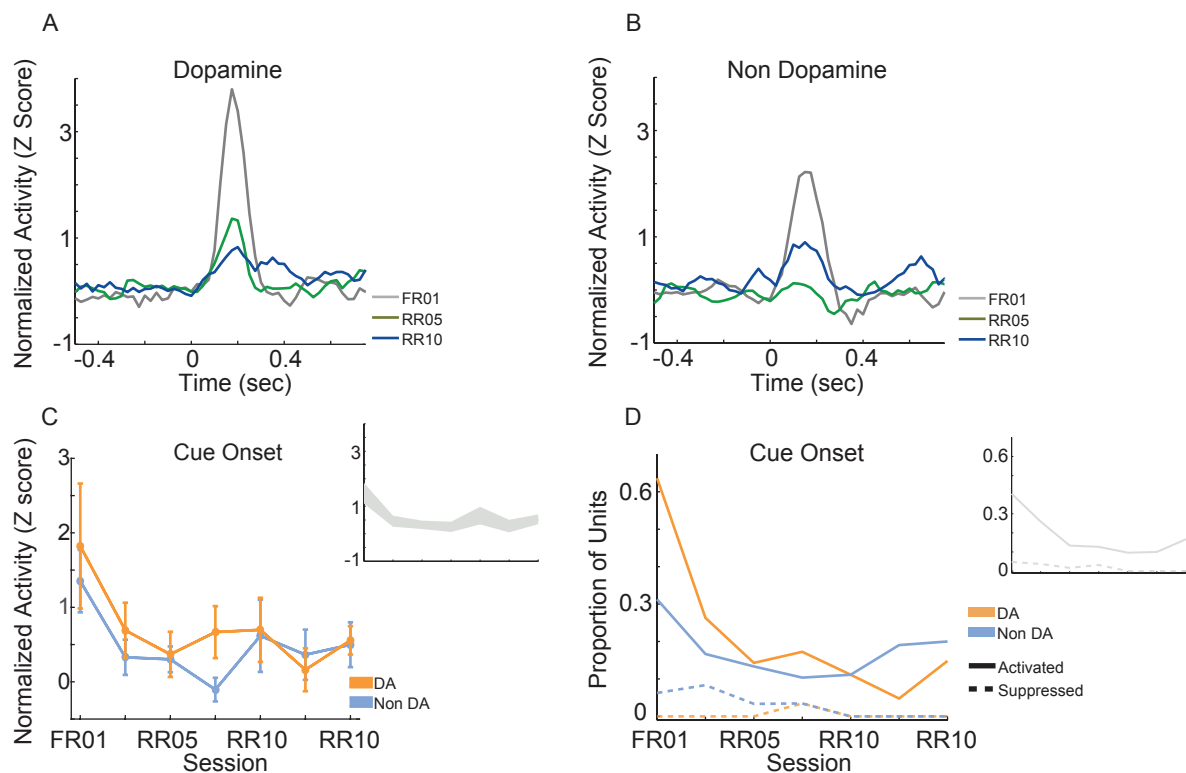 A
Dopamine
Normalized Activity (Z Score)
3
1
-1
-0.4 0 0.4
Time (sec)
FR01
RR05
RR10
B
Non Dopamine
Normalized Activity (Z Score)
3
1
-1
-0.4 0 0.4
Time (sec)
FR01
RR05
RR10
C
Cue Onset
Normalized Activity (Z score)
3
2
1
0
FR01 RR05 RR10 RR10
Session
DA
Non DA
3
1
-1
D
Cue Onset
Proportion of Units
0.6
0.3
0
FR01 RR05 RR10 RR10
Session
0.6
0.3
0
DA
Non DA
Activated
Suppressed